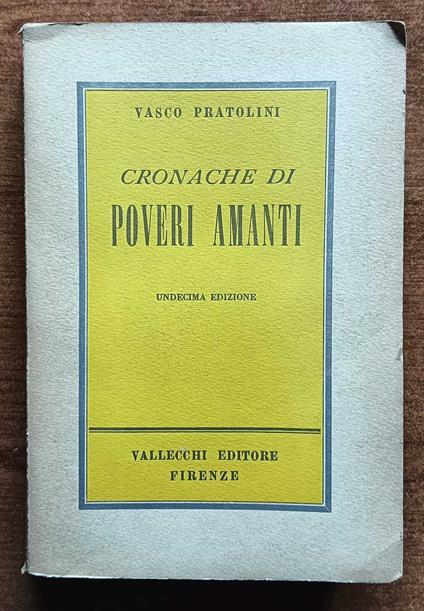 VASCO PRATOLINI
CRONACHE DI
POVERI AMANTI
UNDECIMA EDIZIONE
VALLECCHI EDITORE
FIRENZE